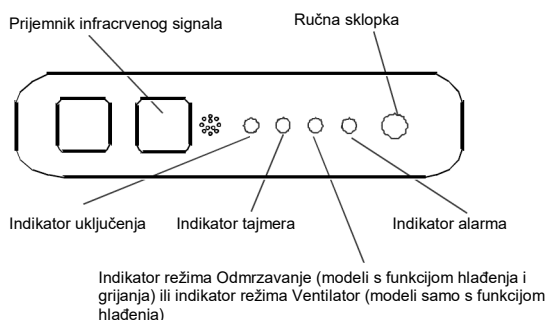 Prijemnik infracrvenog signala
Ručna sklopka
Indikator uključenja
Indikator tajmera
Indikator alarma
Indikator režima Odmrzavanje (modeli s funkcijom hlađenja i
grijanja) ili indikator režima Ventilator (modeli samo s funkcijom
hlađenja)